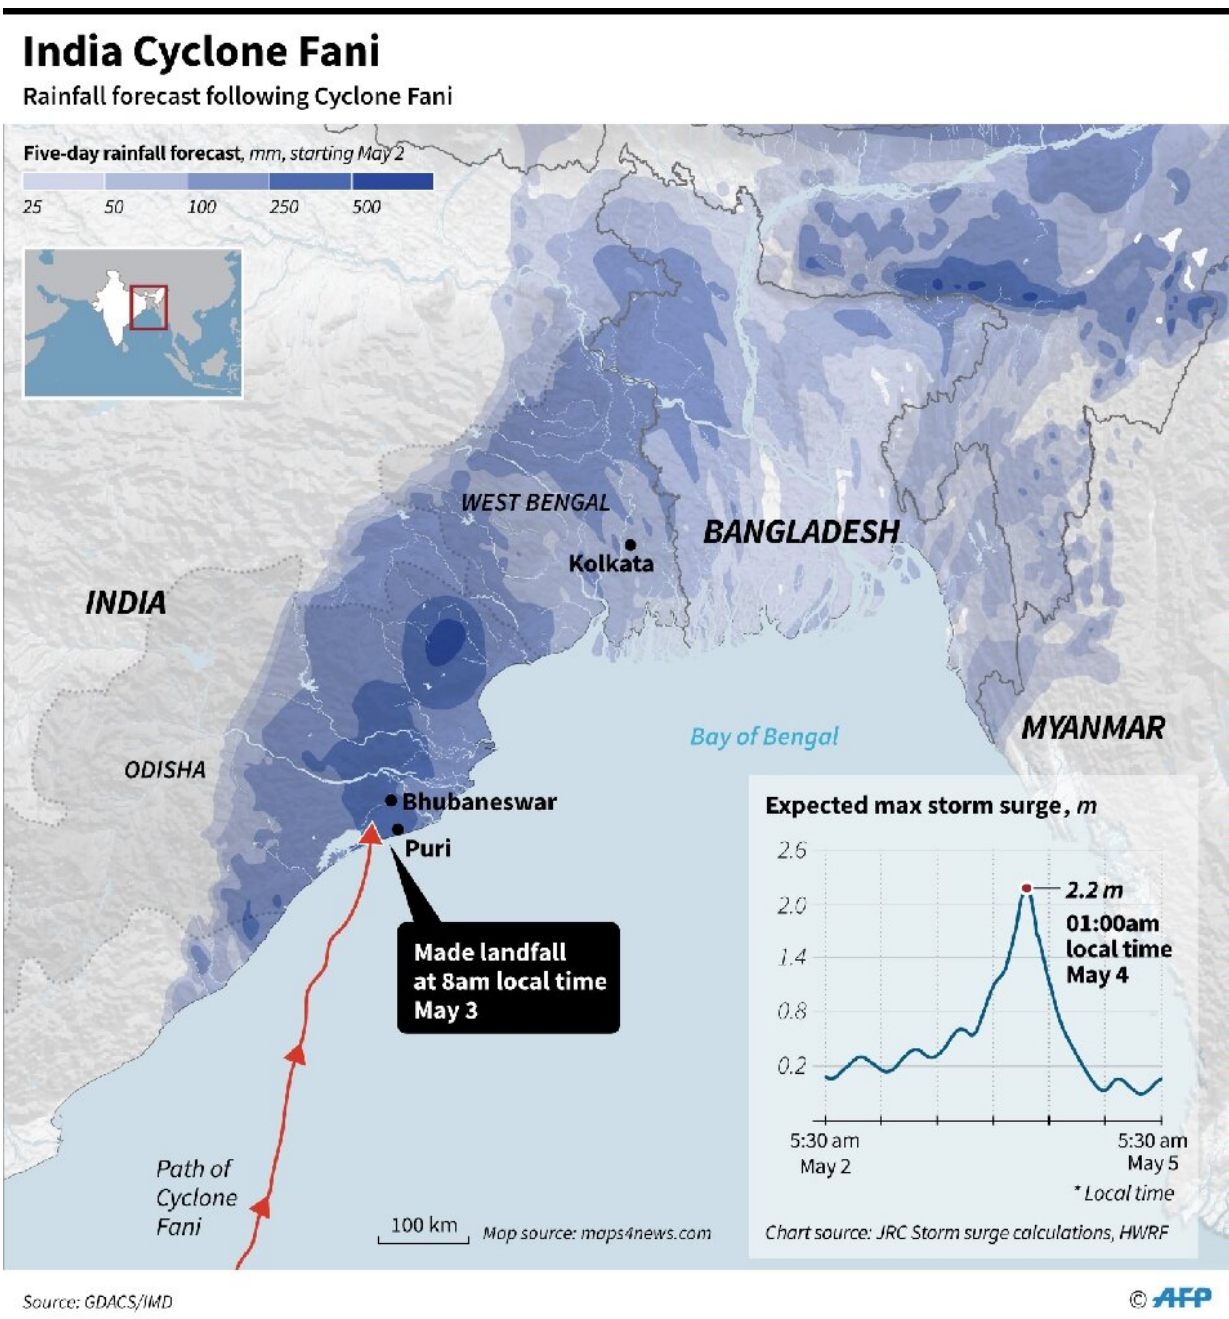 India Cyclone Fani
Rainfall forecast following Cyclone Fani
Five-day rainfall forecast, mm, starting May 2
25 50 100 250 500
WEST BENGAL
Kolkata
BANGLADESH
INDIA
ODISHA
Bay of Bengal
MYANMAR
Bhubaneswar
Puri
Made landfall
at 8am local time
May 3
Path of
Cyclone
Fani
100 km
Map source: maps4news.com
Expected max storm surge, m
2.6
2.0
1.4
0.8
0.2
2.2 m
01:00am
local time
May 4
5:30 am
May 2
5:30 am
May 5
* Local time
Chart source: JRC Storm surge calculations, HWRF
Source: GDACS/IMD
© AFP